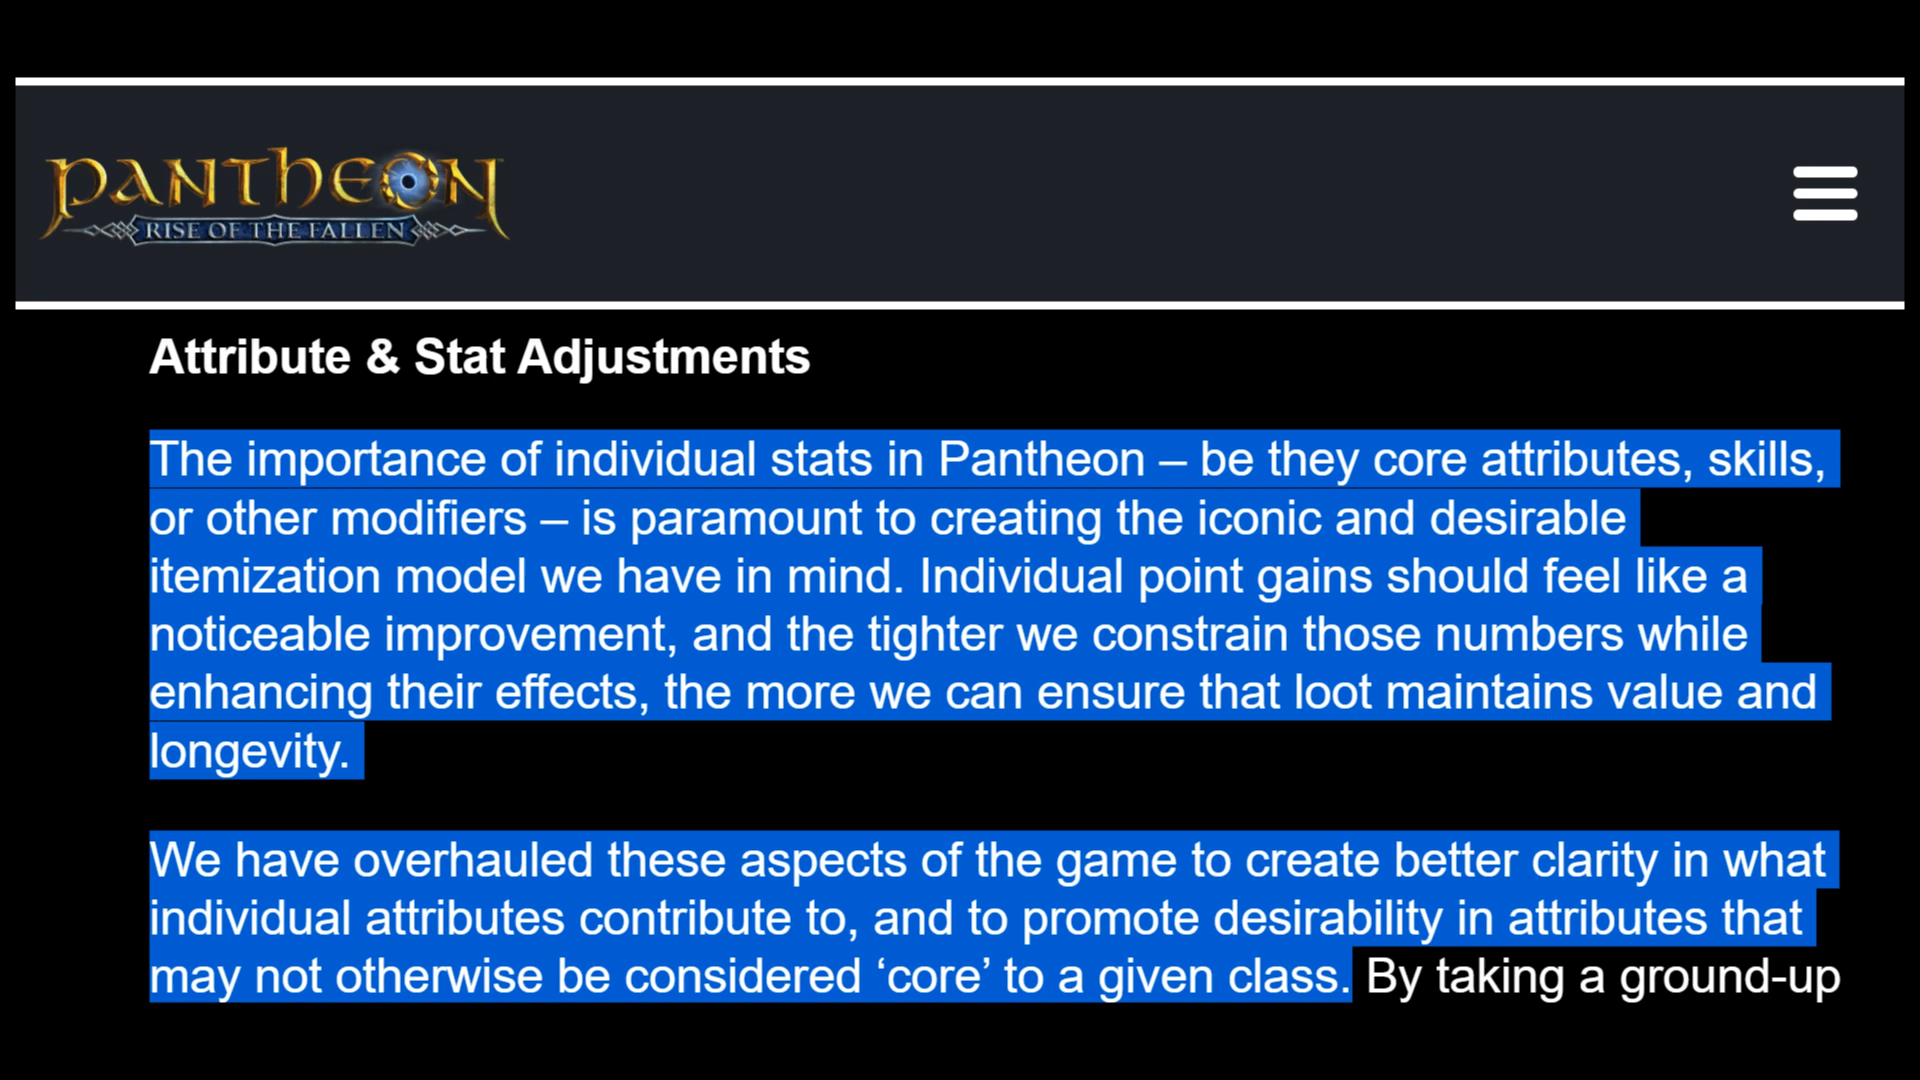 PANTHEON
RISE OF THE FALLEN
Attribute & Stat Adjustments
The importance of individual stats in Pantheon – be they core attributes, skills,
or other modifiers – is paramount to creating the iconic and desirable
itemization model we have in mind. Individual point gains should feel like a
noticeable improvement, and the tighter we constrain those numbers while
enhancing their effects, the more we can ensure that loot maintains value and
longevity.
We have overhauled these aspects of the game to create better clarity in what
individual attributes contribute to, and to promote desirability in attributes that
may not otherwise be considered ‘core’ to a given class. By taking a ground-up